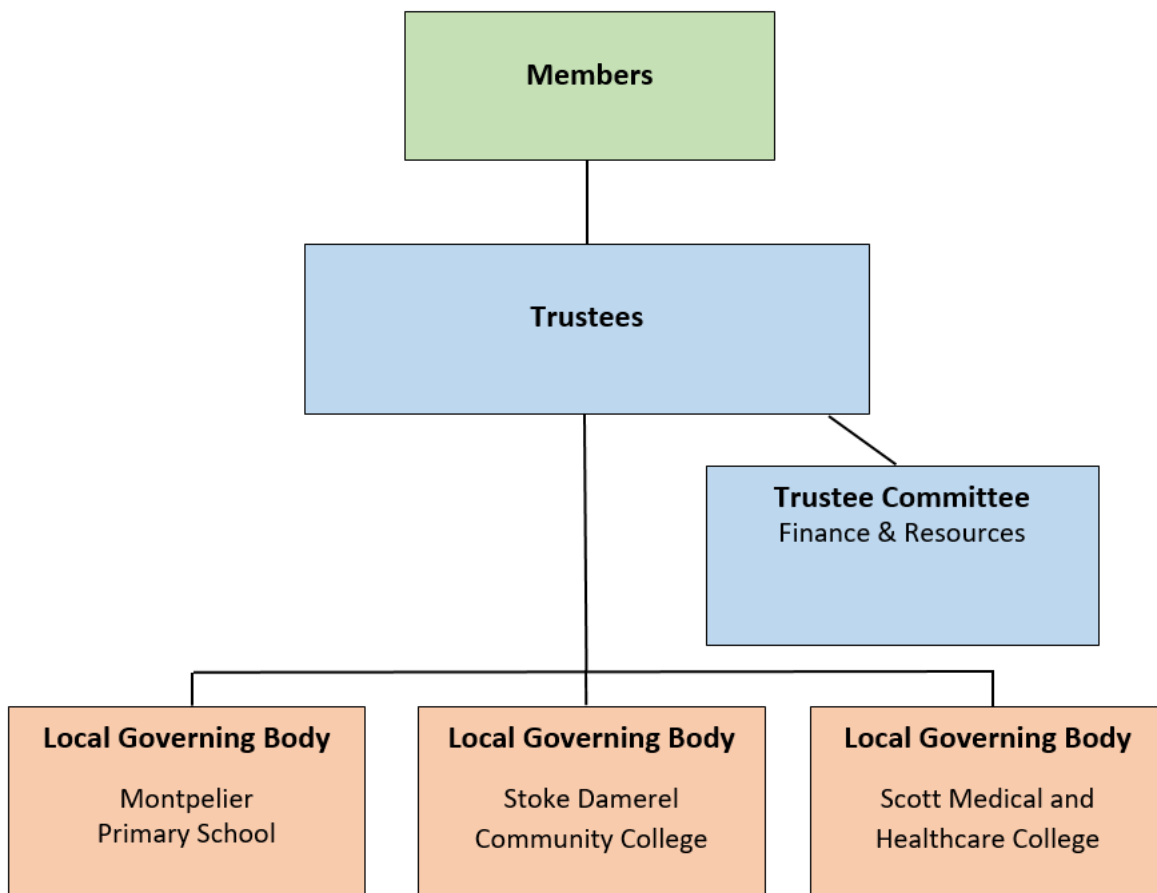 Members
Trustees
Trustee Committee
Finance & Resources
Local Governing Body
Montpelier
Primary School
Local Governing Body
Stoke Damerel
Community College
Local Governing Body
Scott Medical and
Healthcare College